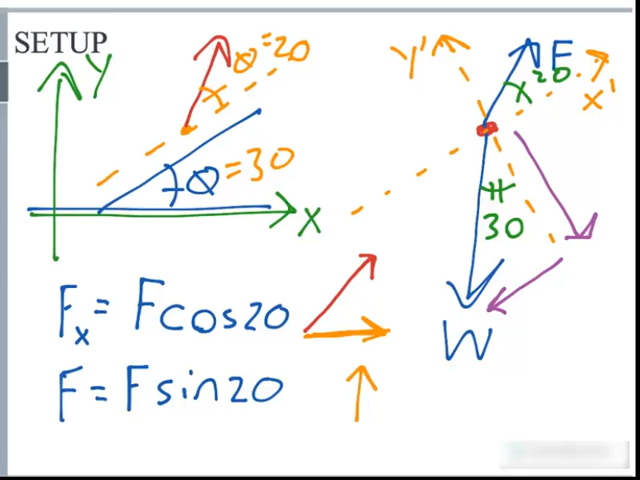 SETUP
Y
θ=20
θ=30
X
Y'
F
20
X'
30
W
Fx = Fcos20
F = Fsin20